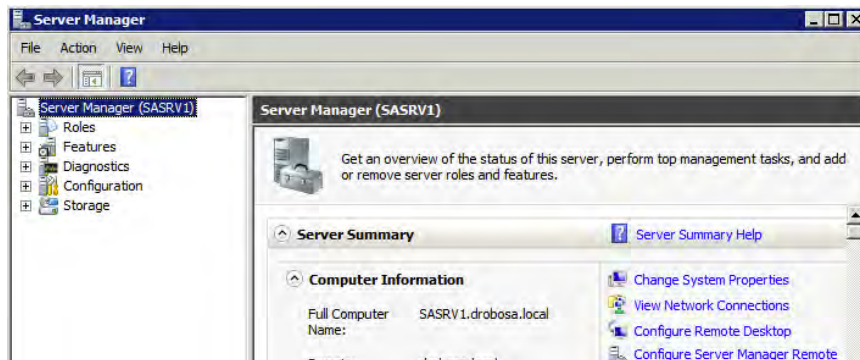 Server Manager
File Action View Help
Server Manager (SASRV1)
Roles
Features
Diagnostics
Configuration
Storage
Server Manager (SASRV1)
Get an overview of the status of this server, perform top management tasks, and add
or remove server roles and features.
Server Summary
Server Summary Help
Computer Information
Full Computer
Name:
SASRV1.drobosa.local
Change System Properties
View Network Connections
Configure Remote Desktop
Configure Server Manager Remote